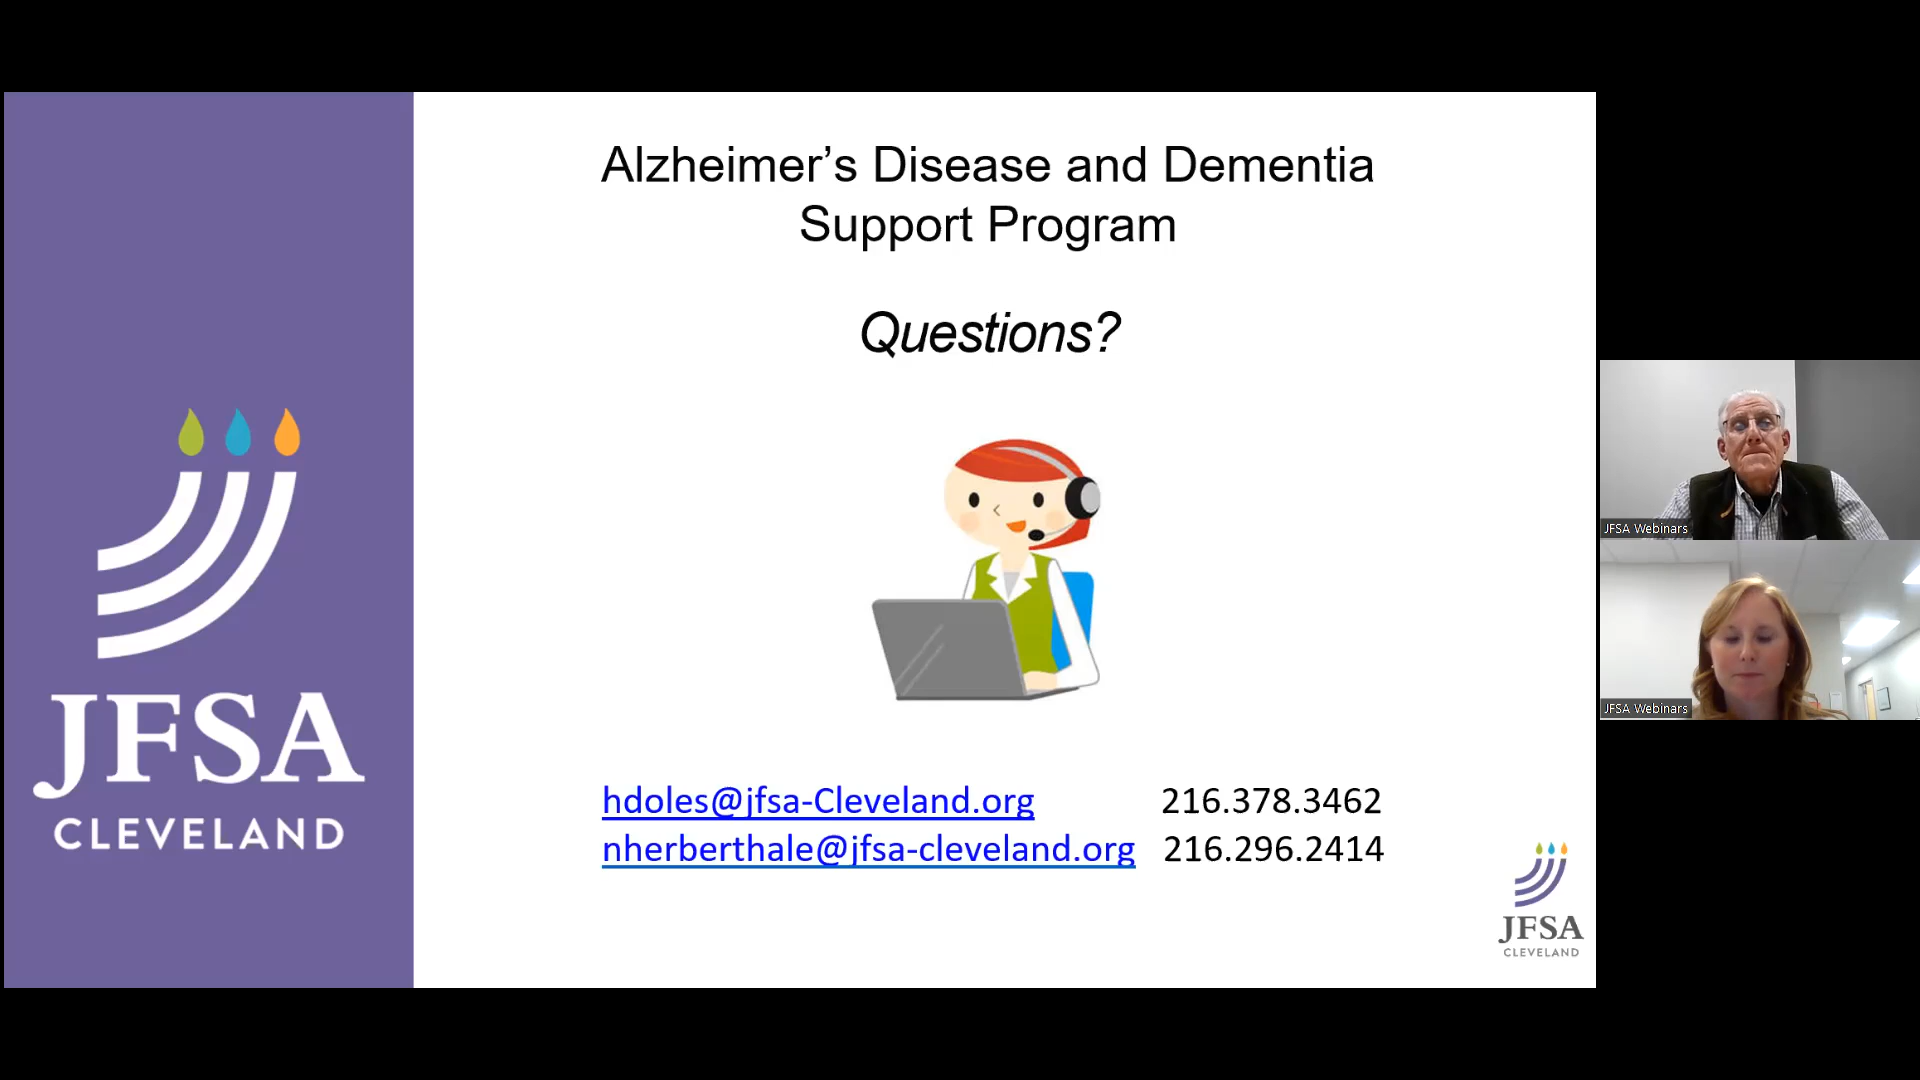 Alzheimer’s Disease and Dementia
Support Program
Questions?
JFSA
CLEVELAND
hdoles@jfsa-Cleveland.org 216.378.3462
nherberthale@jfsa-cleveland.org 216.296.2414
JFSA
CLEVELAND
JFSA Webinars
JFSA Webinars